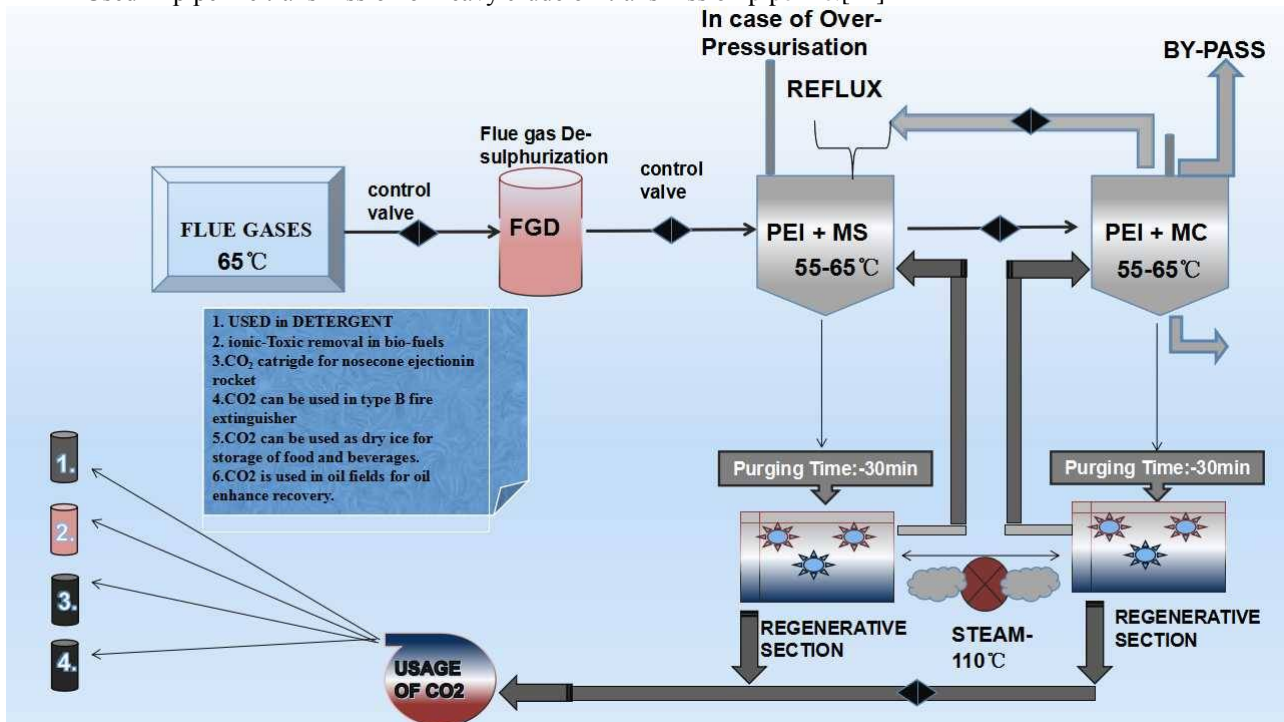 In case of Over-
Pressurisation
BY-PASS
REFLUX
Flue gas De-
sulphurization
control
valve
control
valve
FLUE GASES
65℃
FGD
PEI + MS
55-65℃
PEI + MC
55-65℃
1. USED in DETERGENT
2. ionic-Toxic removal in bio-fuels
3.CO₂ catrigde for nosecone ejectionin
rocket
4.CO2 can be used in type B fire
extinguisher
5.CO2 can be used as dry ice for
storage of food and beverages.
6.CO2 is used in oil fields for oil
enhance recovery.
Purging Time:-30min
Purging Time:-30min
1.
2.
3.
4.
REGENERATIVE
SECTION
STEAM-
110℃
REGENERATIVE
SECTION
USAGE
OF CO2